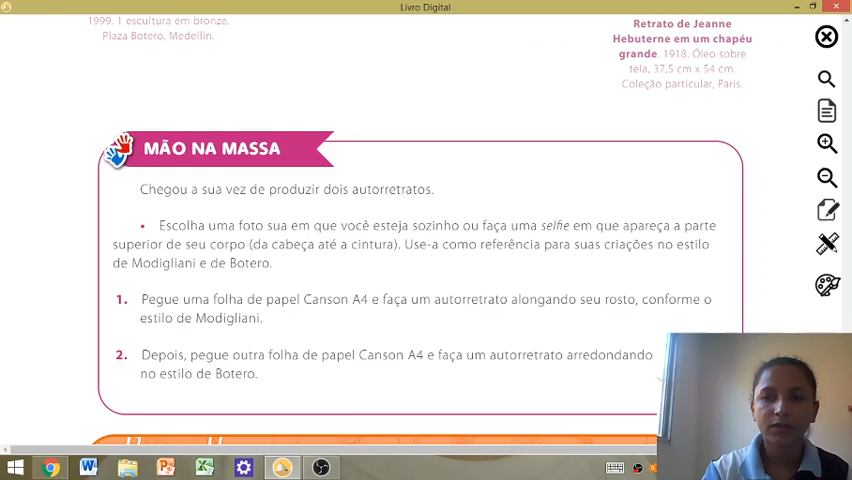 Livro Digital
1999. 1 escultura em bronze.
Plaza Botero, Medellín.
Retrato de Jeanne
Hebuterne em um chapéu
grande. 1918. Óleo sobre
tela, 37,5 cm x 54 cm.
Coleção particular, Paris.
MÃO NA MASSA
Chegou a sua vez de produzir dois autorretratos.
• Escolha uma foto sua em que você esteja sozinho ou faça uma selfie em que apareça a parte
superior de seu corpo (da cabeça até a cintura). Use-a como referência para suas criações no estilo
de Modigliani e de Botero.
1. Pegue uma folha de papel Canson A4 e faça um autorretrato alongando seu rosto, conforme o
estilo de Modigliani.
2. Depois, pegue outra folha de papel Canson A4 e faça um autorretrato arredondando
no estilo de Botero.